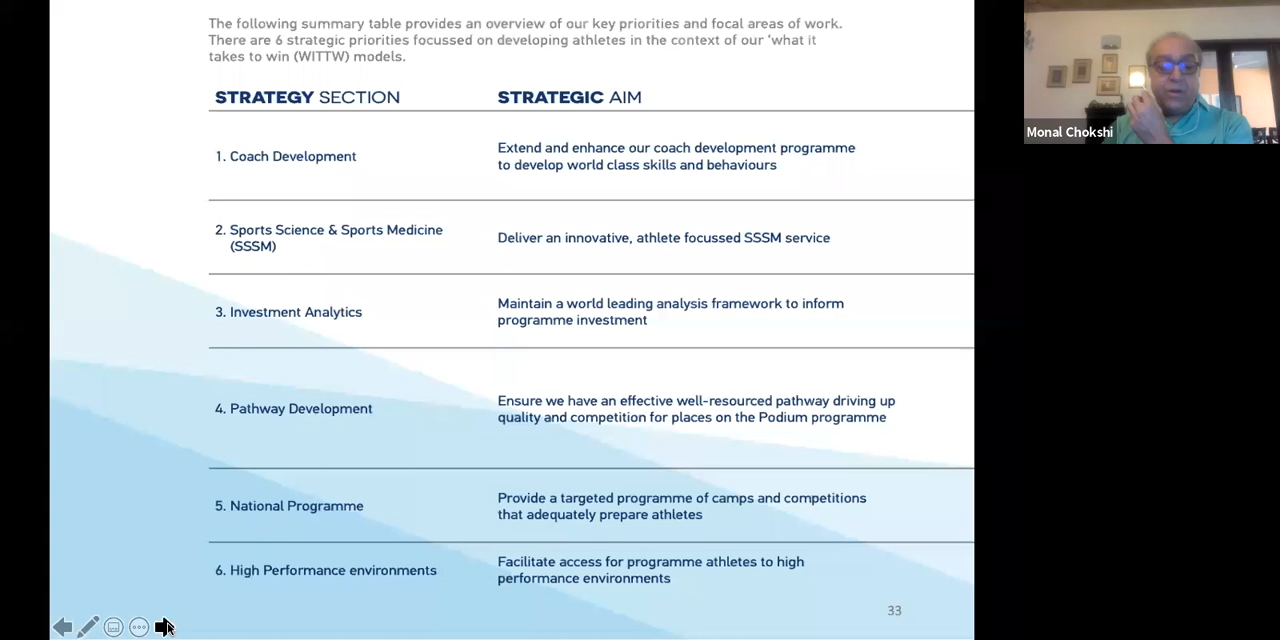 The following summary table provides an overview of our key priorities and focal areas of work.
There are 6 strategic priorities focussed on developing athletes in the context of our 'what it
takes to win (WITTW) models.
STRATEGY SECTION
STRATEGIC AIM
1. Coach Development
Extend and enhance our coach development programme
to develop world class skills and behaviours
2. Sports Science & Sports Medicine
(SSSM)
Deliver an innovative, athlete focussed SSSM service
3. Investment Analytics
Maintain a world leading analysis framework to inform
programme investment
4. Pathway Development
Ensure we have an effective well-resourced pathway driving up
quality and competition for places on the Podium programme
5. National Programme
Provide a targeted programme of camps and competitions
that adequately prepare athletes
6. High Performance environments
Facilitate access for programme athletes to high
performance environments
33
Monal Chokshi